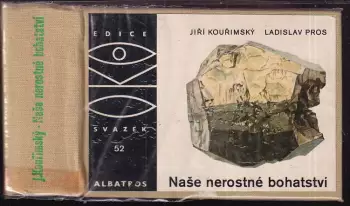 J. Kouřimský · Naše nerostné bohatství
EDICE
OKO
SVAZEK
52
ALBATROS
JIŘÍ KOUŘIMSKÝ LADISLAV PROS
Naše nerostné bohatství